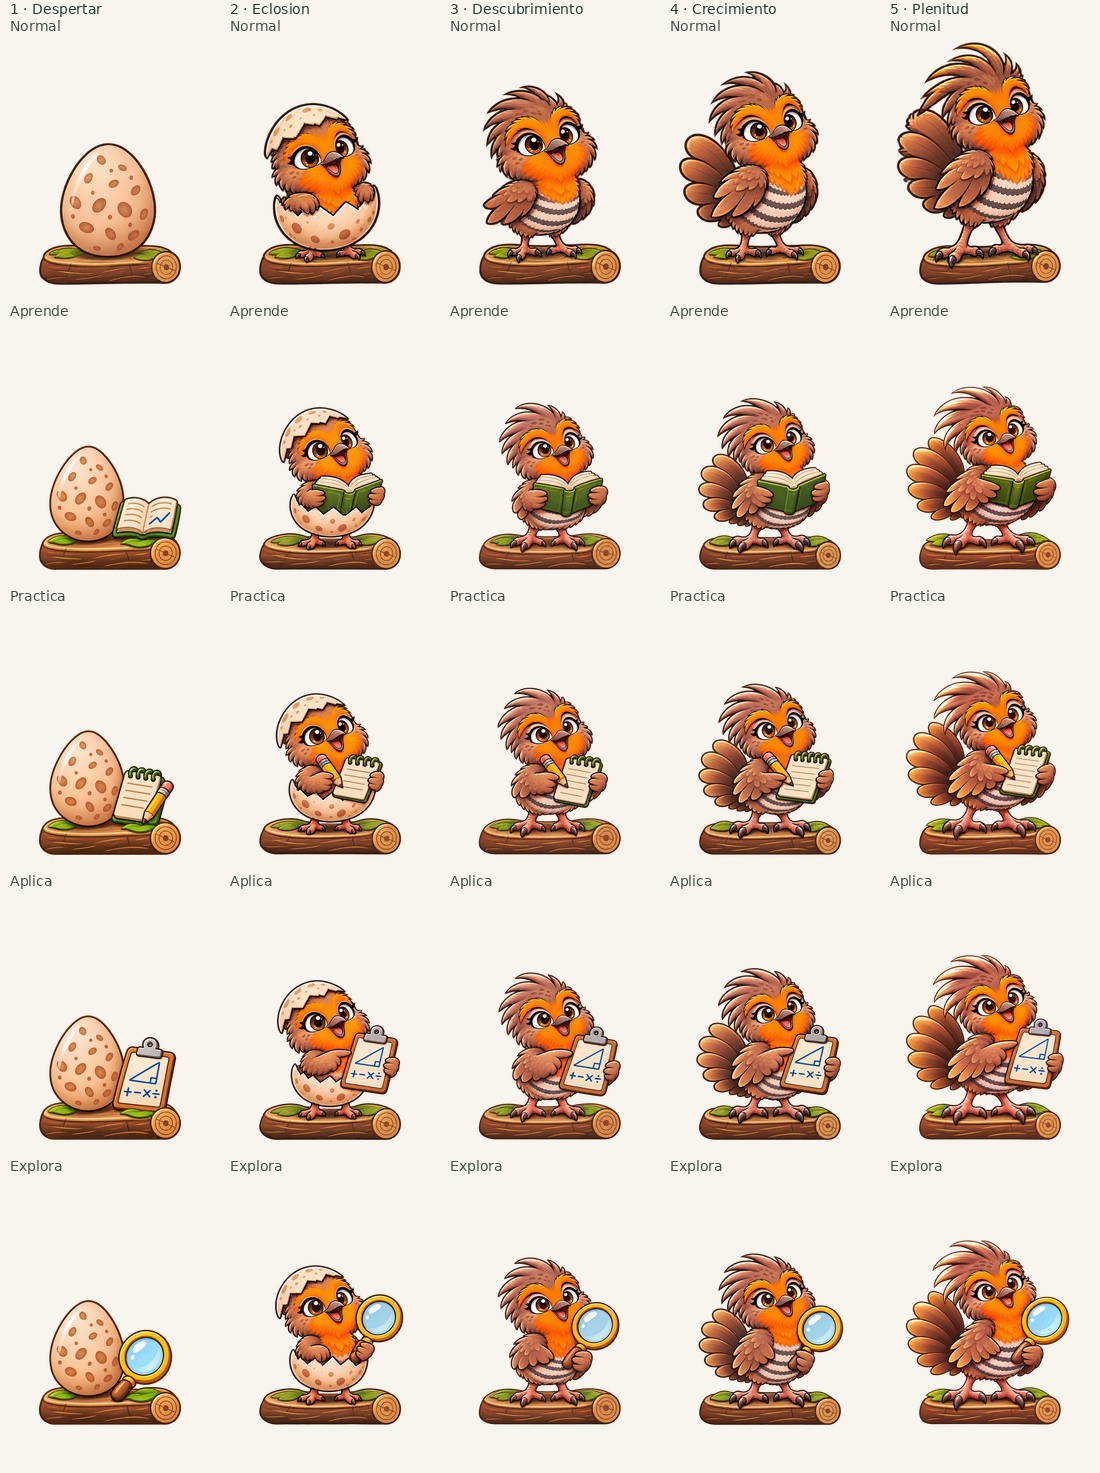 1 · Despertar
Normal
2 · Eclosion
Normal
3 · Descubrimiento
Normal
4 · Crecimiento
Normal
5 · Plenitud
Normal
Aprende
Aprende
Aprende
Aprende
Aprende
Practica
Practica
Practica
Practica
Practica
Aplica
Aplica
Aplica
Aplica
Aplica
+−×÷
+−×÷
+−×÷
+−×÷
+−×÷
Explora
Explora
Explora
Explora
Explora